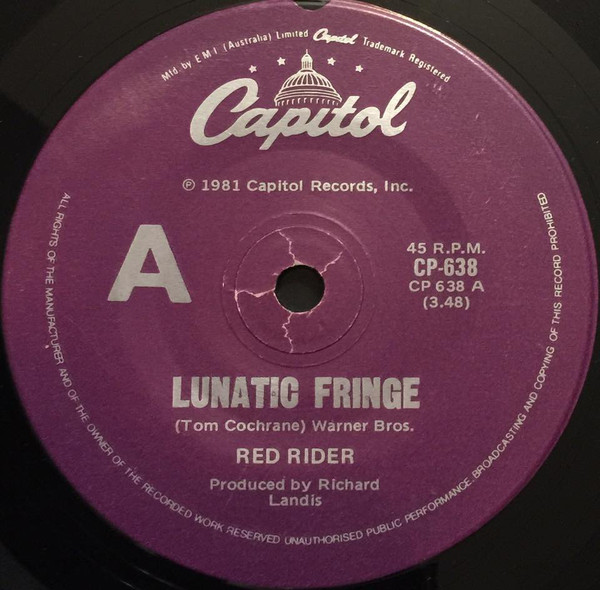 Mfd. by E M I (Australia) Limited Capitol Trademark Registered
Capitol
℗ 1981 Capitol Records, Inc.
A
45 R.P.M.
CP-638
CP 638 A
(3.48)
LUNATIC FRINGE
(Tom Cochrane) Warner Bros.
RED RIDER
Produced by Richard
Landis
ALL RIGHTS OF THE MANUFACTURER AND OF THE OWNER OF THE RECORDED WORK RESERVED UNAUTHORISED PUBLIC PERFORMANCE. BROADCASTING AND COPYING OF THIS RECORD PROHIBITED